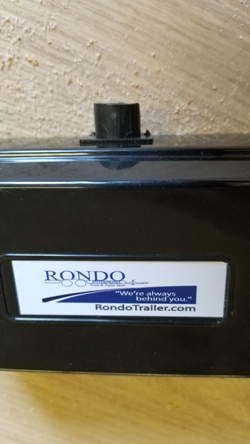 RONDO
"We're always
behind you."
RondoTrailer.com